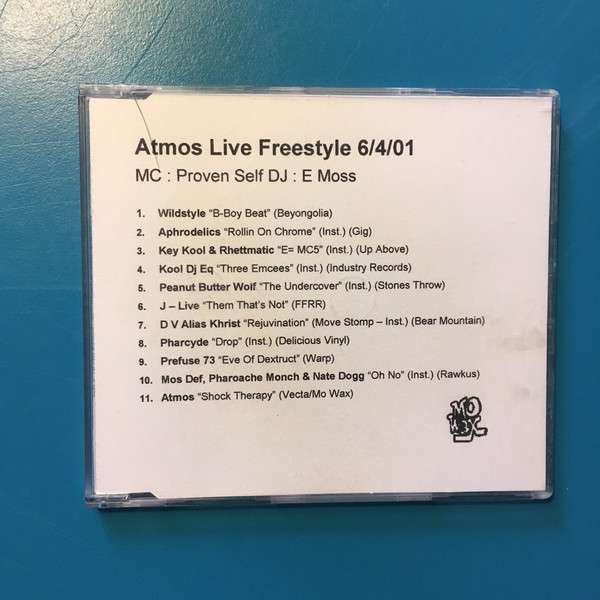 Atmos Live Freestyle 6/4/01
MC : Proven Self DJ : E Moss
1. Wildstyle “B-Boy Beat” (Beyongolia)
2. Aphrodelics “Rollin On Chrome” (Inst.) (Gig)
3. Key Kool & Rhettmatic “E= MC5” (Inst.) (Up Above)
4. Kool Dj Eq “Three Emcees” (Inst.) (Industry Records)
5. Peanut Butter Wolf “The Undercover” (Inst.) (Stones Throw)
6. J – Live “Them That’s Not” (FFRR)
7. D V Alias Khrist “Rejuvination” (Move Stomp – Inst.) (Bear Mountain)
8. Pharcyde “Drop” (Inst.) (Delicious Vinyl)
9. Prefuse 73 “Eve Of Dextruct” (Warp)
10. Mos Def, Pharoache Monch & Nate Dogg “Oh No” (Inst.) (Rawkus)
11. Atmos “Shock Therapy” (Vecta/Mo Wax)
MO
WAX